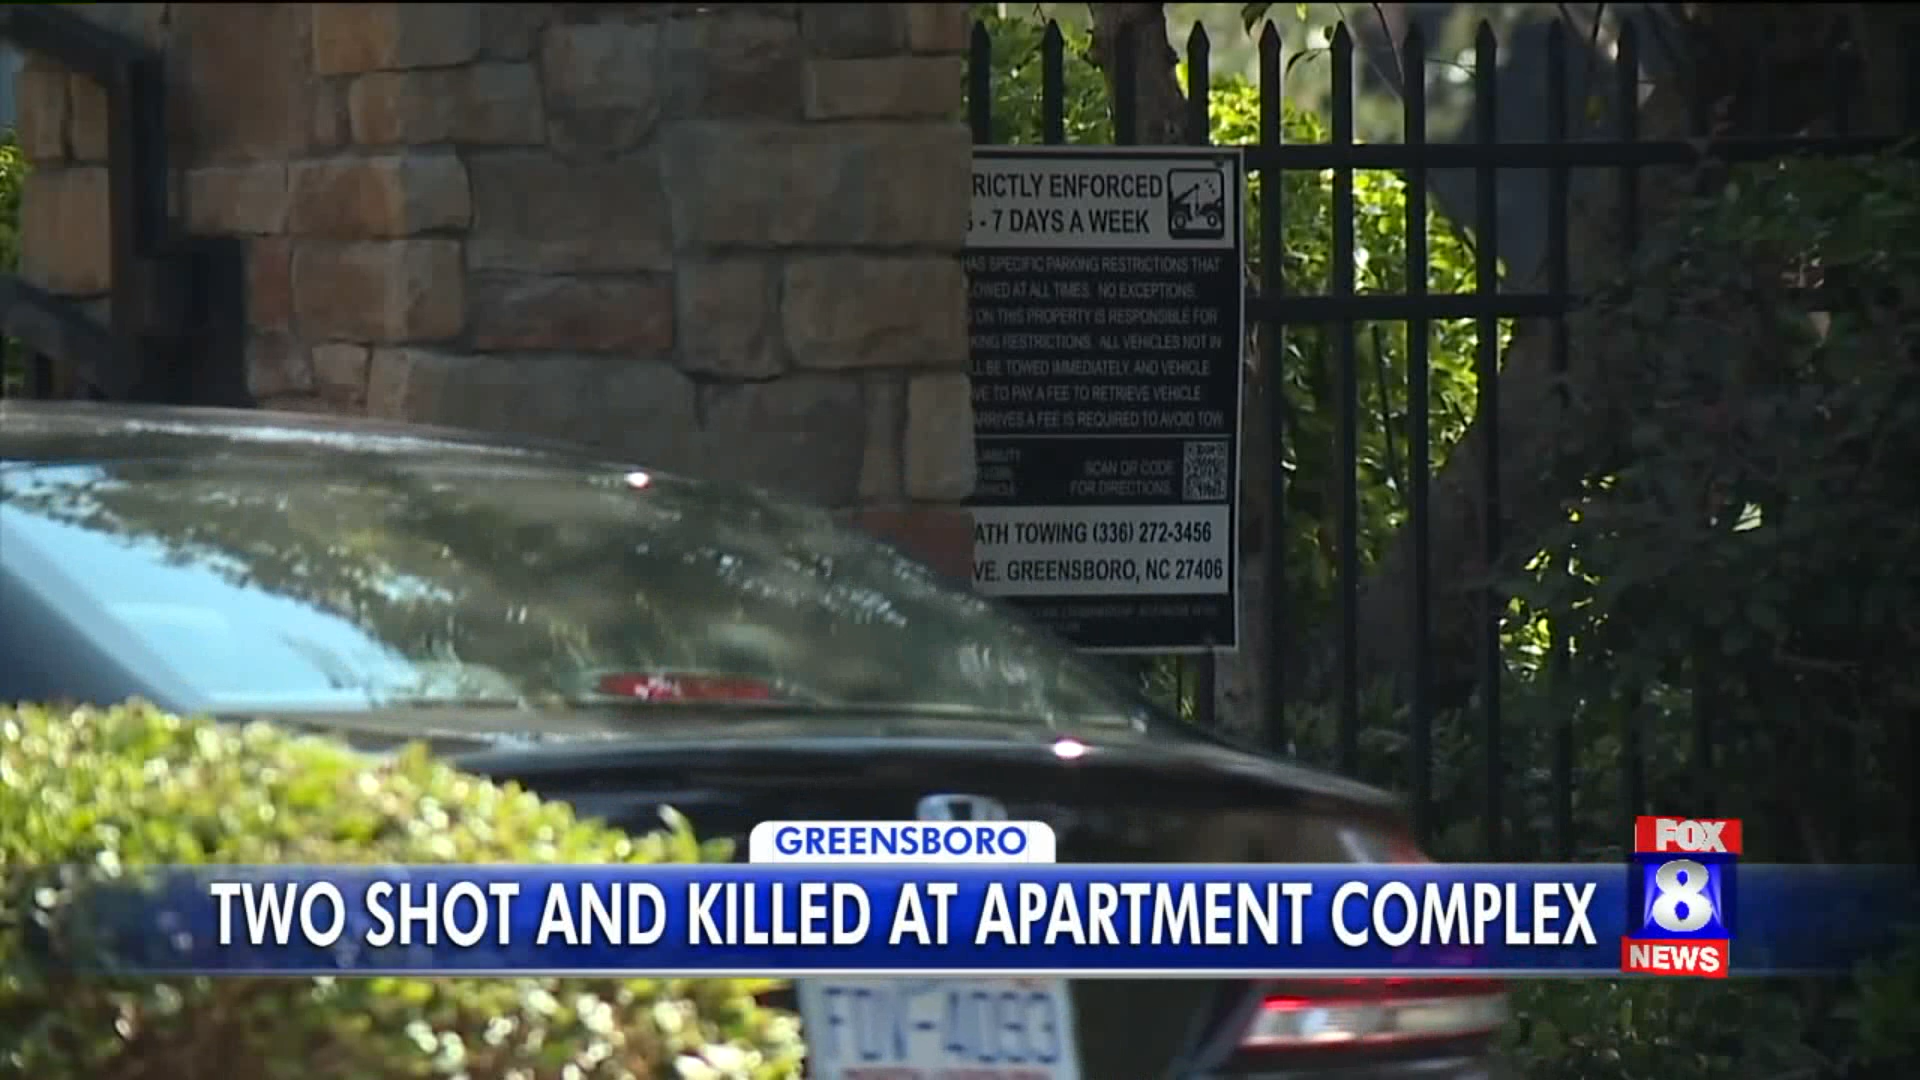 RICTLY ENFORCED
- 7 DAYS A WEEK
HAS SPECIFIC PARKING RESTRICTIONS THAT
LOWED AT ALL TIMES. NO EXCEPTIONS.
ON THIS PROPERTY IS RESPONSIBLE FOR
KING RESTRICTIONS. ALL VEHICLES NOT IN
LL BE TOWED IMMEDIATELY, AND VEHICLE
VE TO PAY A FEE TO RETRIEVE VEHICLE
ARRIVES A FEE IS REQUIRED TO AVOID TOW
SCAN QR CODE
FOR DIRECTIONS
ATH TOWING (336) 272-3456
VE. GREENSBORO, NC 27406
GREENSBORO
TWO SHOT AND KILLED AT APARTMENT COMPLEX
FOX
8
NEWS